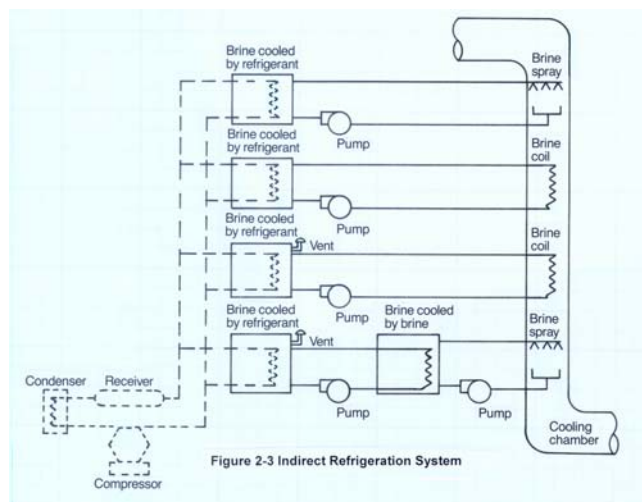 Brine cooled
by refrigerant
Brine
spray
Pump
Brine cooled
by refrigerant
Brine
coil
Pump
Brine cooled
by refrigerant
Vent
Brine
coil
Pump
Brine cooled
by refrigerant
Vent
Brine cooled
by brine
Brine
spray
Condenser
Receiver
Pump
Pump
Cooling
chamber
Compressor
Figure 2-3 Indirect Refrigeration System